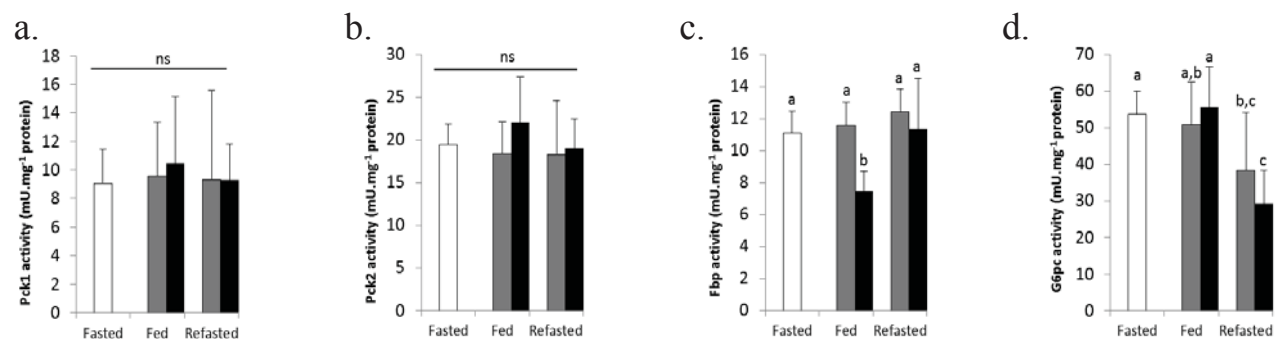 a.
Pck1 activity (mU.mg-1 protein)
18
16
14
12
10
8
6
4
2
0
ns
Fasted Fed Refasted
b.
Pck2 activity (mU.mg-1 protein)
30
25
20
15
10
5
0
ns
Fasted Fed Refasted
c.
Fbp activity (mU.mg-1 protein)
16
14
12
10
8
6
4
2
0
a a b a a
Fasted Fed Refasted
d.
G6pc activity (mU.mg-1 protein)
70
60
50
40
30
20
10
0
a a,b a b,c c
Fasted Fed Refasted